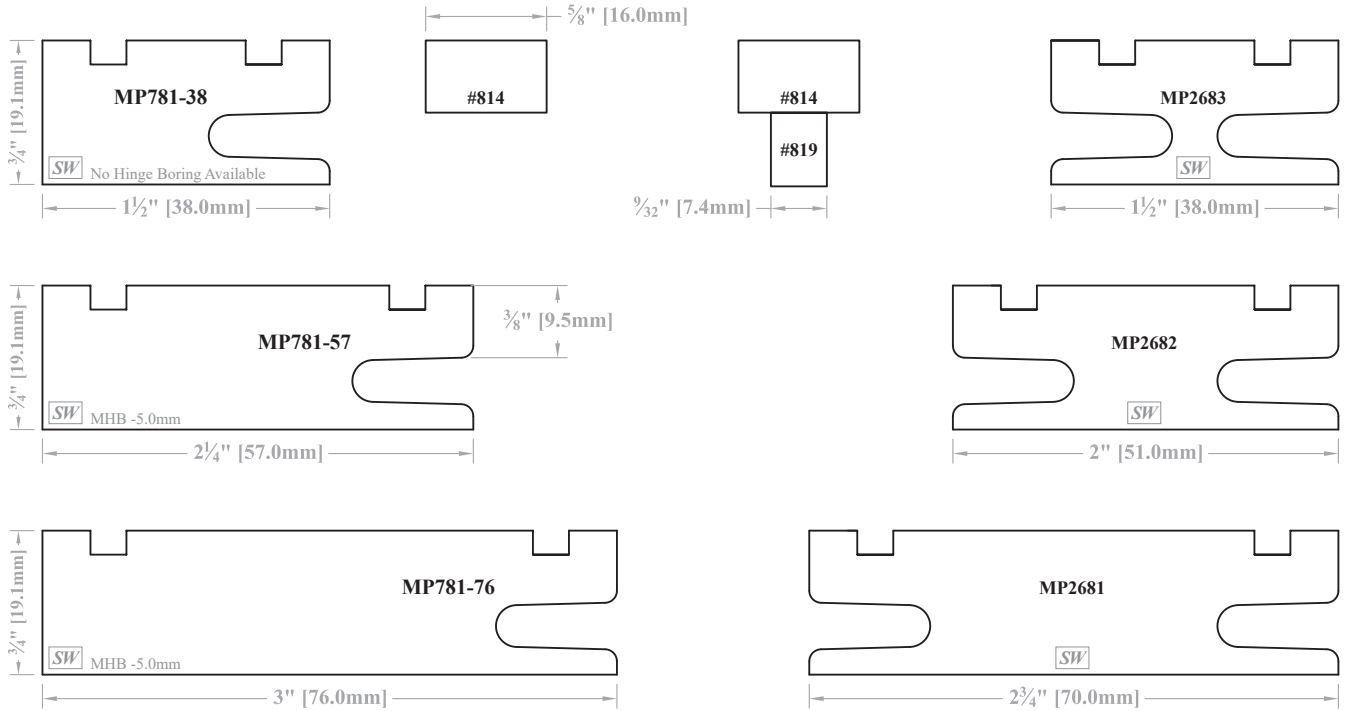 ⅝" [16.0mm]
¾" [19.1mm]
MP781-38
#814
#814
MP2683
#819
SW No Hinge Boring Available
SW
1½" [38.0mm]
9⁄32" [7.4mm]
1½" [38.0mm]
¾" [19.1mm]
⅜" [9.5mm]
MP781-57
MP2682
SW MHB -5.0mm
SW
2¼" [57.0mm]
2" [51.0mm]
¾" [19.1mm]
MP781-76
MP2681
SW MHB -5.0mm
SW
3" [76.0mm]
2¾" [70.0mm]